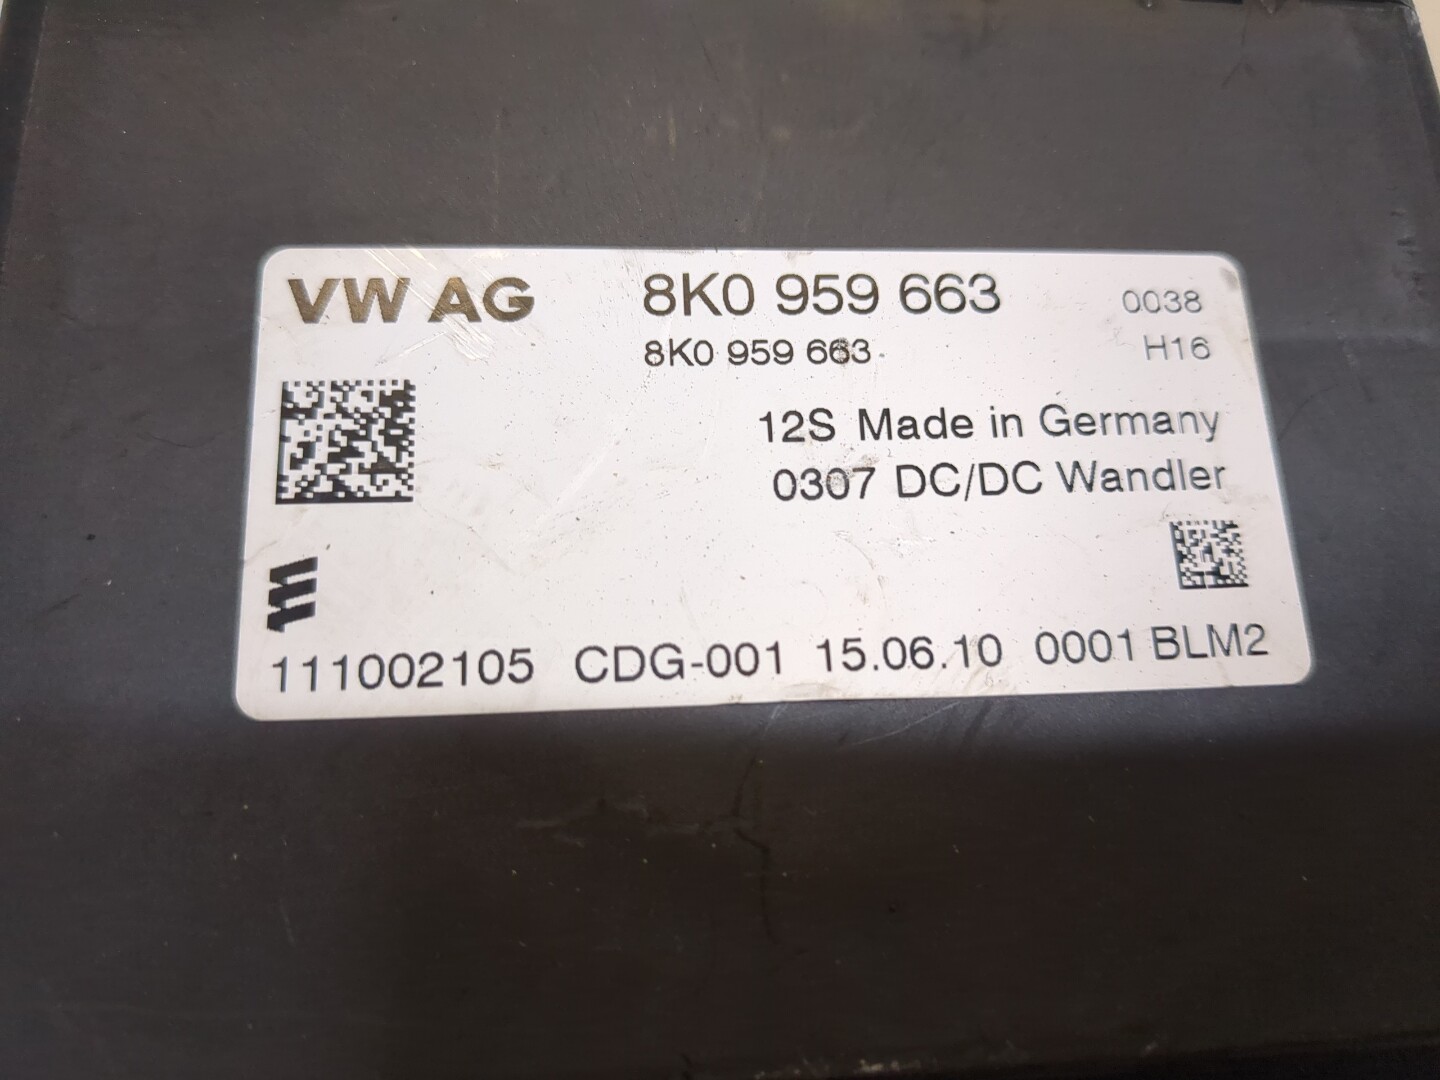 VW AG 8K0 959 663 0038
8K0 959 663 H16
12S Made in Germany
0307 DC/DC Wandler
111002105 CDG-001 15.06.10 0001 BLM2